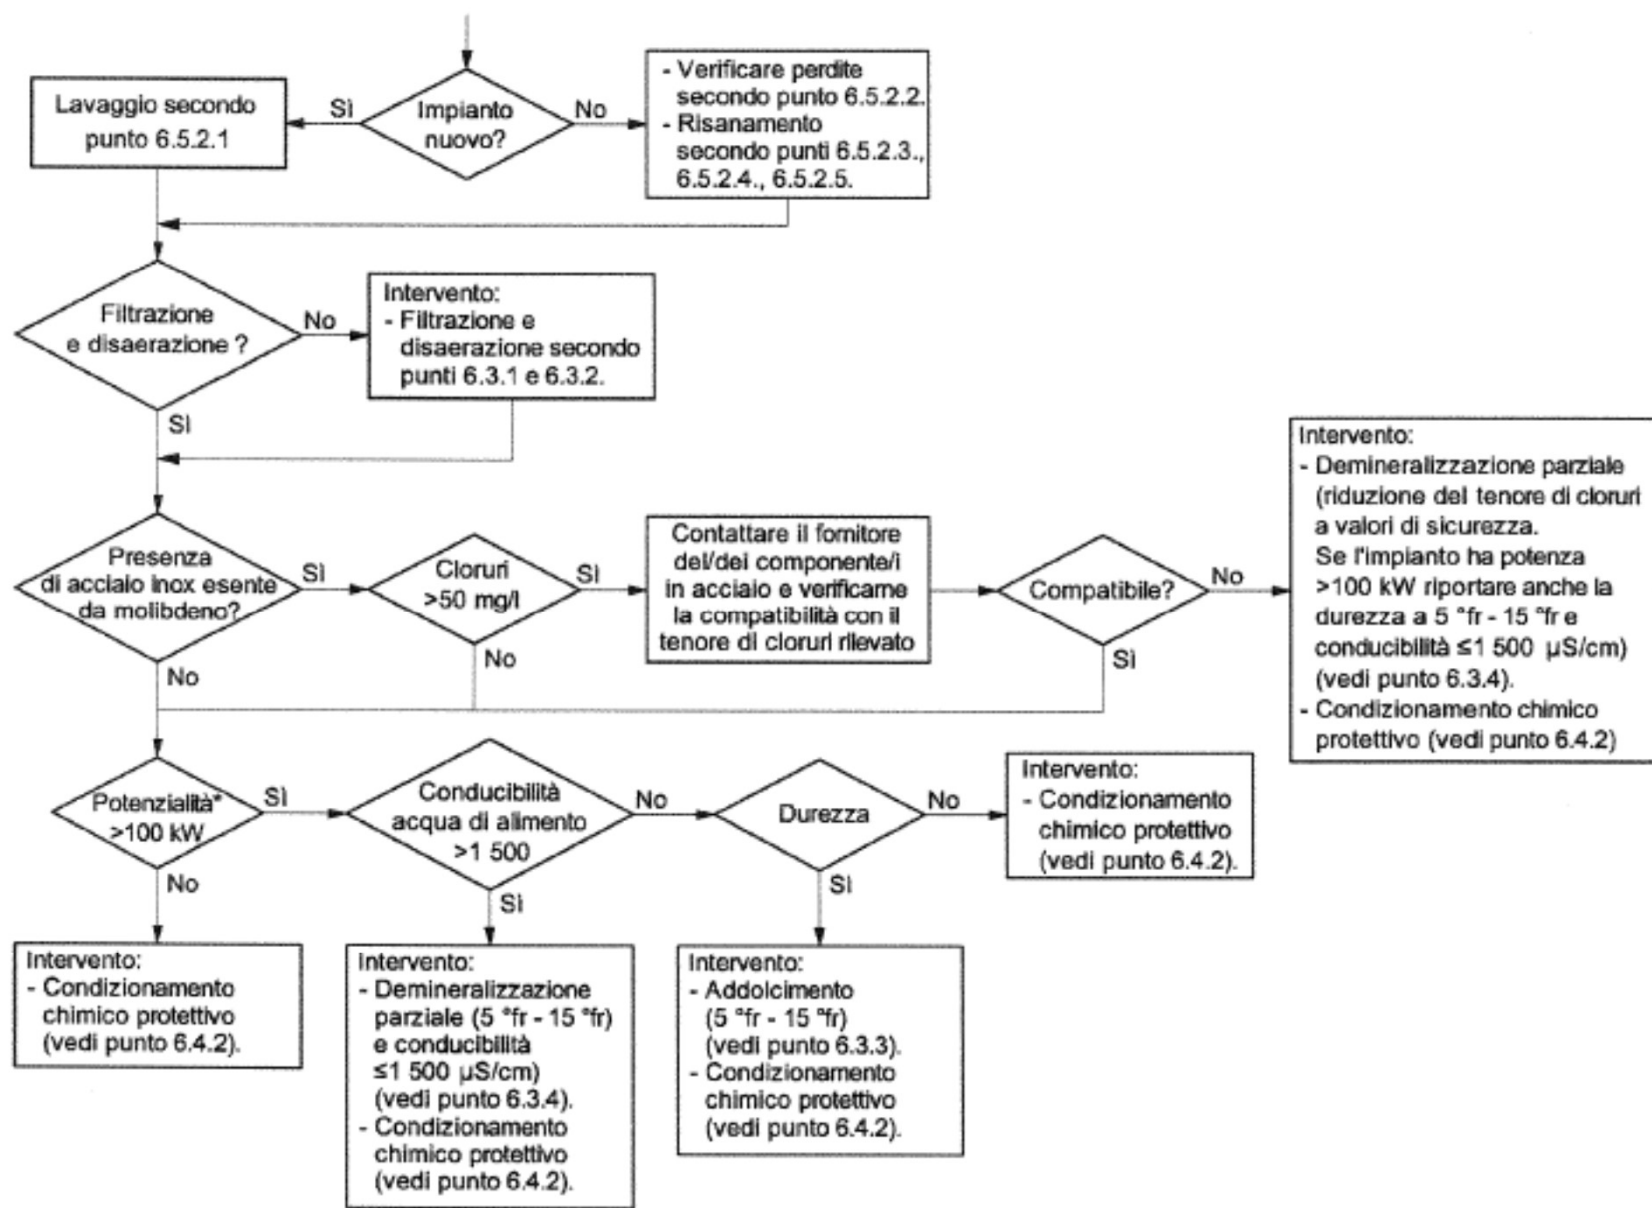 Lavaggio secondo
punto 6.5.2.1
Sì
Impianto
nuovo?
No
- Verificare perdite
secondo punto 6.5.2.2.
- Risanamento
secondo punti 6.5.2.3.,
6.5.2.4., 6.5.2.5.
Filtrazione
e disaerazione ?
No
Sì
Intervento:
- Filtrazione e
disaerazione secondo
punti 6.3.1 e 6.3.2.
Presenza
di acciaio inox esente
da molibdeno?
Sì
No
Cloruri
>50 mg/l
Sì
No
Contattare il fornitore
del/dei componente/i
in acciaio e verificarne
la compatibilità con il
tenore di cloruri rilevato
Compatibile?
No
Sì
Intervento:
- Demineralizzazione parziale
(riduzione del tenore di cloruri
a valori di sicurezza.
Se l'impianto ha potenza
>100 kW riportare anche la
durezza a 5 °fr - 15 °fr e
conducibilità ≤1 500 µS/cm)
(vedi punto 6.3.4).
- Condizionamento chimico
protettivo (vedi punto 6.4.2)
Potenzialità*
>100 kW
Sì
No
Conducibilità
acqua di alimento
>1 500
No
Sì
Durezza
No
Sì
Intervento:
- Condizionamento
chimico protettivo
(vedi punto 6.4.2).
Intervento:
- Condizionamento
chimico protettivo
(vedi punto 6.4.2).
Intervento:
- Demineralizzazione
parziale (5 °fr - 15 °fr)
e conducibilità
≤1 500 µS/cm)
(vedi punto 6.3.4).
- Condizionamento
chimico protettivo
(vedi punto 6.4.2).
Intervento:
- Addolcimento
(5 °fr - 15 °fr)
(vedi punto 6.3.3).
- Condizionamento
chimico protettivo
(vedi punto 6.4.2).